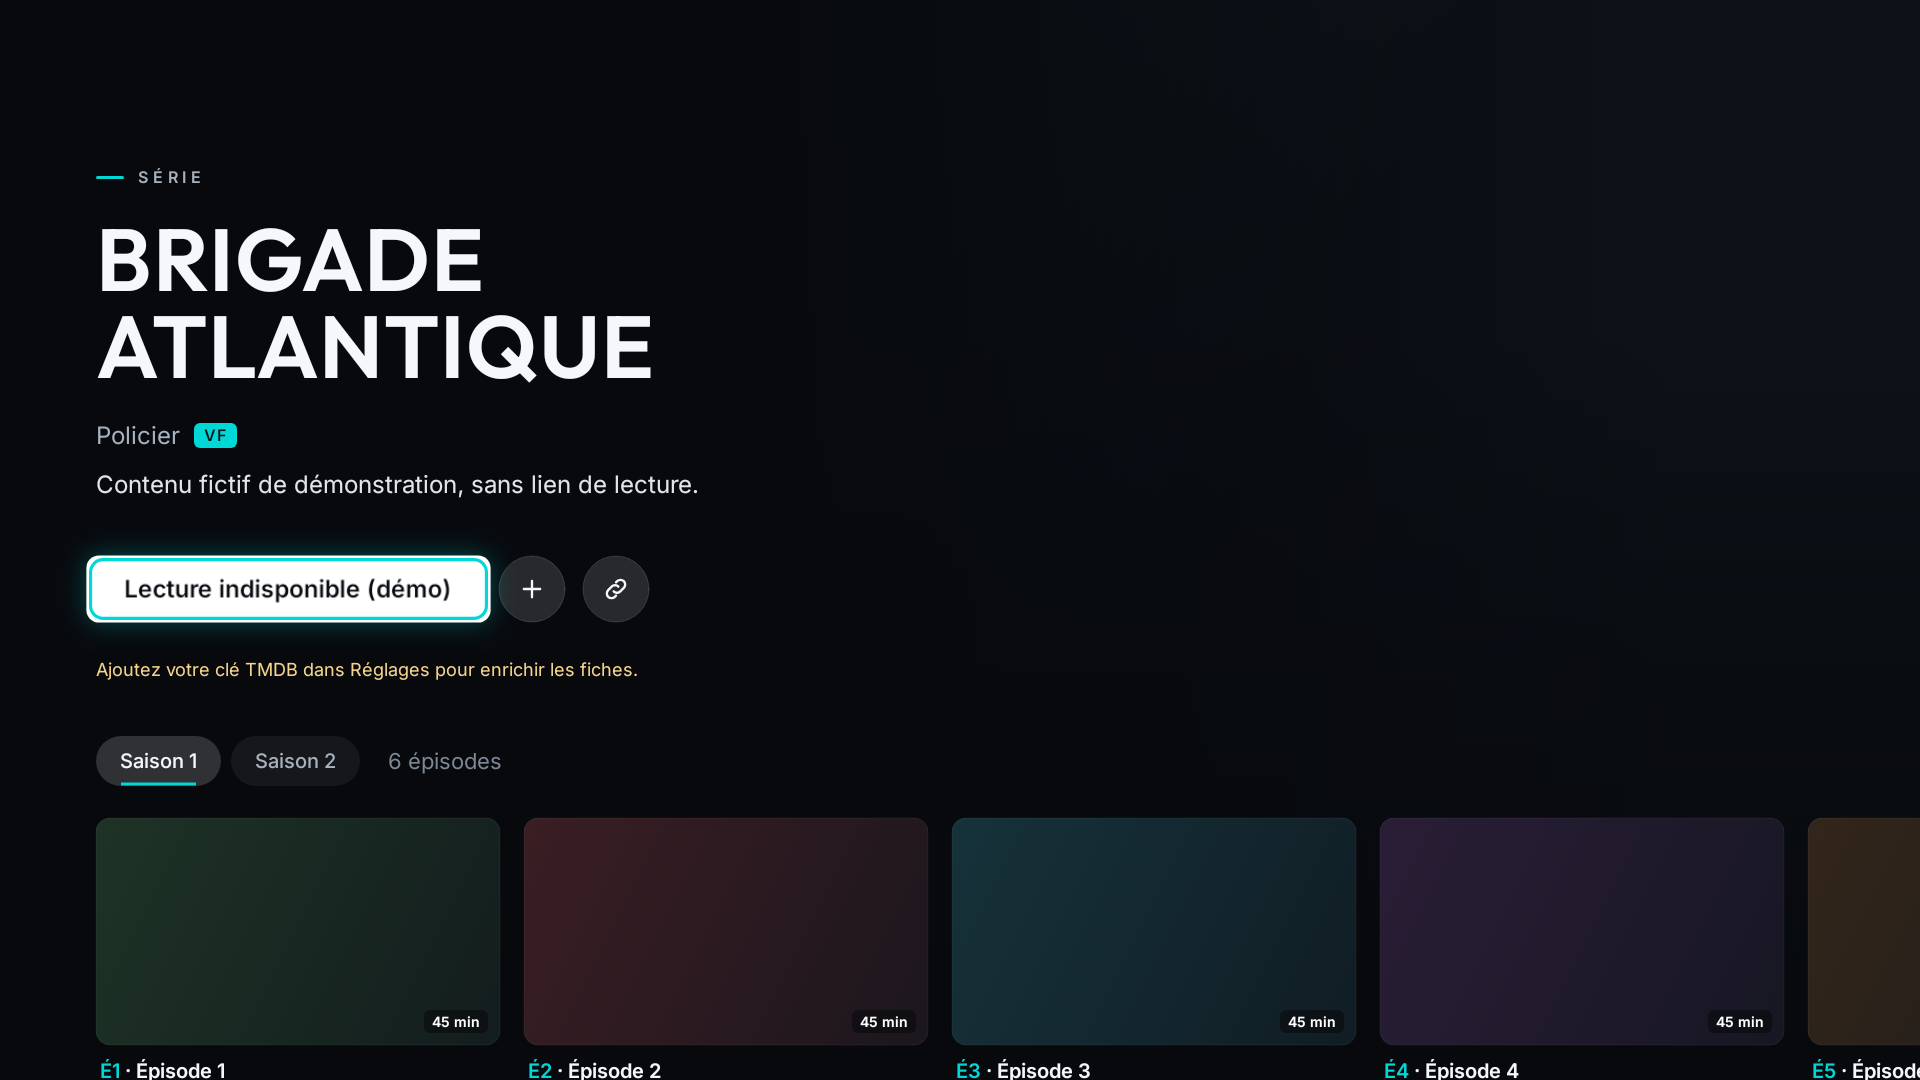 SÉRIE
BRIGADE
ATLANTIQUE
Policier VF
Contenu fictif de démonstration, sans lien de lecture.
Lecture indisponible (démo)
Ajoutez votre clé TMDB dans Réglages pour enrichir les fiches.
Saison 1 Saison 2 6 épisodes
45 min 45 min 45 min 45 min
É1 · Épisode 1 É2 · Épisode 2 É3 · Épisode 3 É4 · Épisode 4 É5 ·